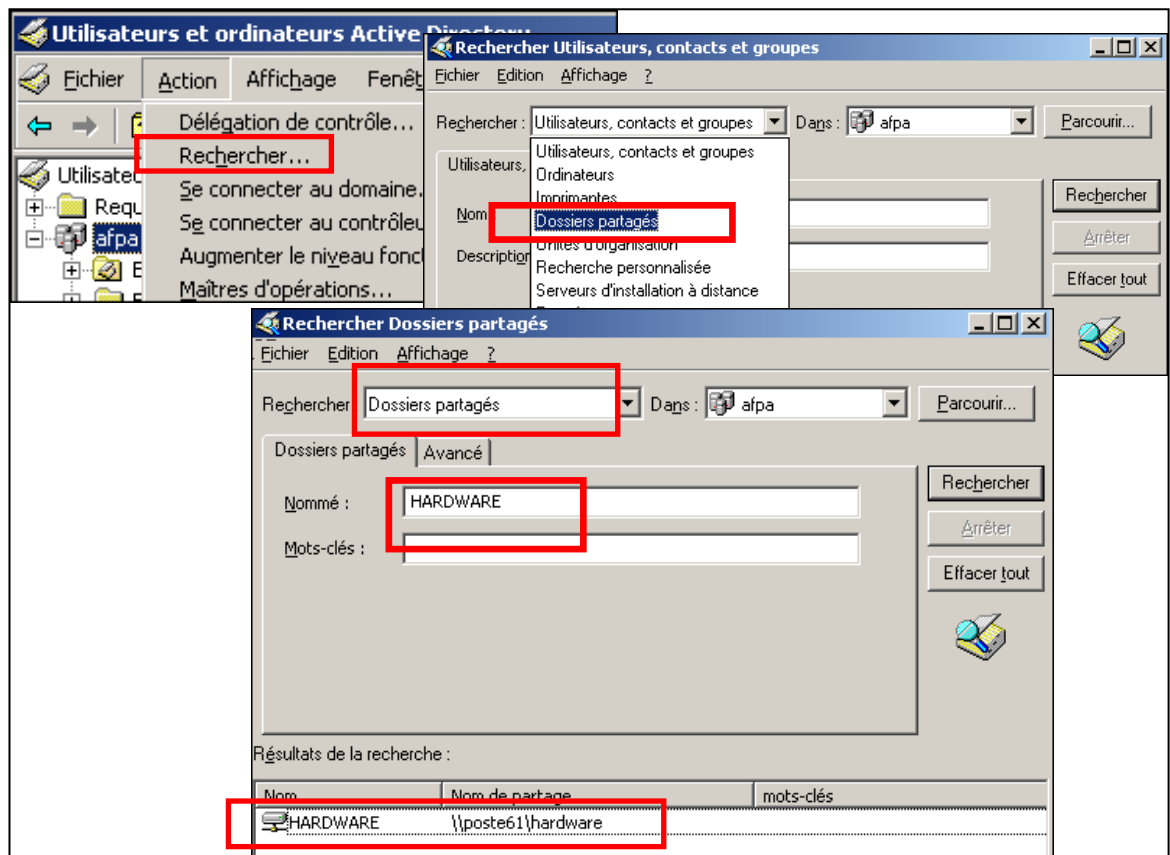 Utilisateurs et ordinateurs Active
Fichier Action Affichage Fenêt
Délégation de contrôle...
Rechercher...
Se connecter au domaine.
Se connecter au contrôleu
Augmenter le niveau fonct
Maîtres d'opérations...
Utilisateu
Requ
afpa
E
Rechercher Utilisateurs, contacts et groupes
Fichier Edition Affichage ?
Rechercher : Utilisateurs, contacts et groupes Dans : afpa Parcourir...
Utilisateurs,
Nom :
Description
Utilisateurs, contacts et groupes
Ordinateurs
Imprimantes
Dossiers partagés
Unités d'organisation
Recherche personnalisée
Serveurs d'installation à distance
Rechercher
Arrêter
Effacer tout
Rechercher Dossiers partagés
Fichier Edition Affichage ?
Rechercher Dossiers partagés Dans : afpa Parcourir...
Dossiers partagés Avancé
Nommé : HARDWARE
Mots-clés :
Rechercher
Arrêter
Effacer tout
Résultats de la recherche :
Nom Nom de partage mots-clés
HARDWARE \\poste61\hardware